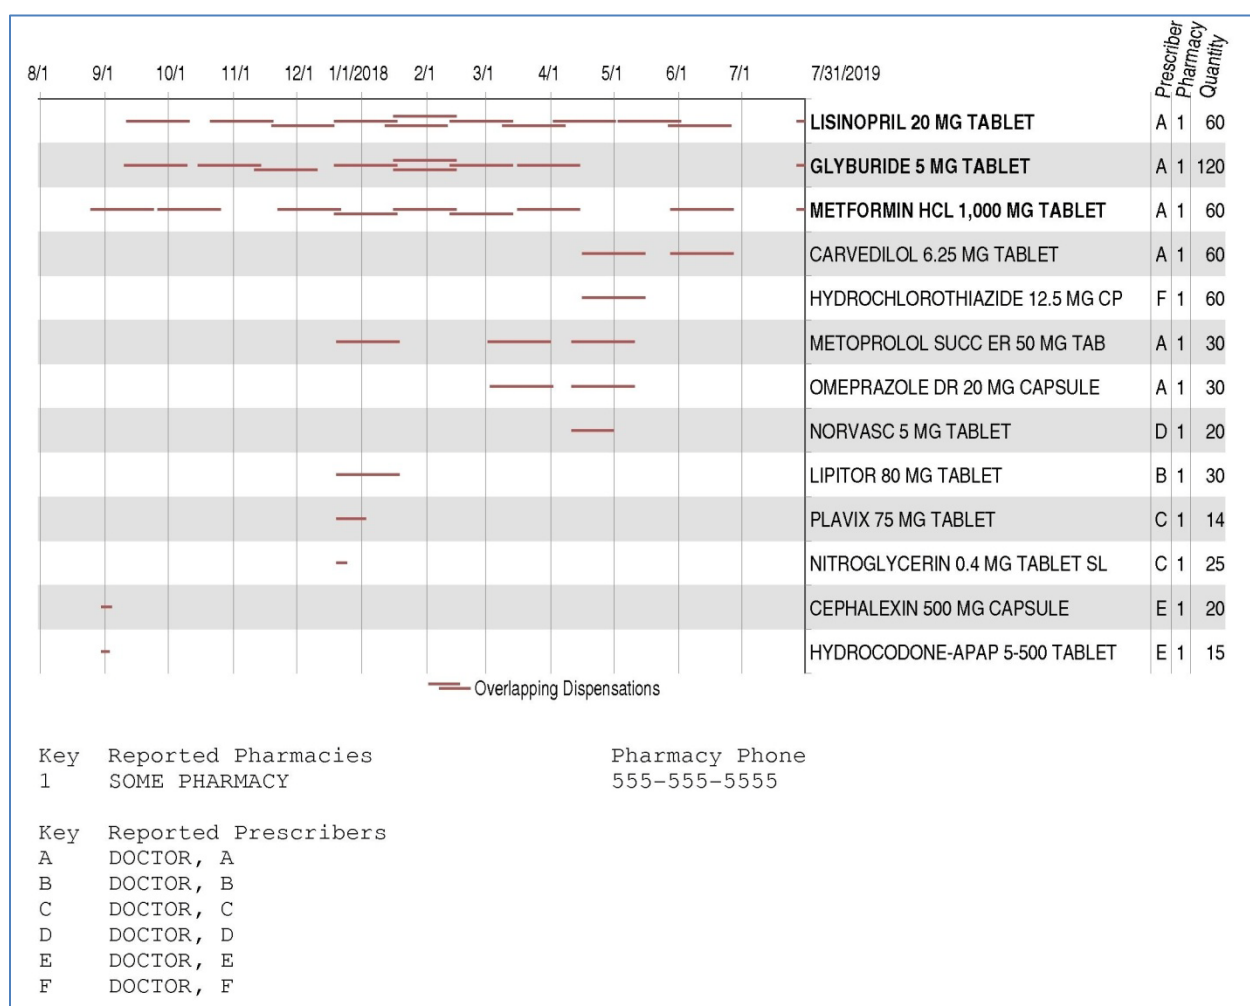 Prescriber
Pharmacy
Quantity
8/1 9/1 10/1 11/1 12/1 1/1/2018 2/1 3/1 4/1 5/1 6/1 7/1 7/31/2019
LISINOPRIL 20 MG TABLET A 1 60
GLYBURIDE 5 MG TABLET A 1 120
METFORMIN HCL 1,000 MG TABLET A 1 60
CARVEDILOL 6.25 MG TABLET A 1 60
HYDROCHLOROTHIAZIDE 12.5 MG CP F 1 60
METOPROLOL SUCC ER 50 MG TAB A 1 30
OMEPRAZOLE DR 20 MG CAPSULE A 1 30
NORVASC 5 MG TABLET D 1 20
LIPITOR 80 MG TABLET B 1 30
PLAVIX 75 MG TABLET C 1 14
NITROGLYCERIN 0.4 MG TABLET SL C 1 25
CEPHALEXIN 500 MG CAPSULE E 1 20
HYDROCODONE-APAP 5-500 TABLET E 1 15
Overlapping Dispensations
Key Reported Pharmacies Pharmacy Phone
1 SOME PHARMACY 555-555-5555
Key Reported Prescribers
A DOCTOR, A
B DOCTOR, B
C DOCTOR, C
D DOCTOR, D
E DOCTOR, E
F DOCTOR, F